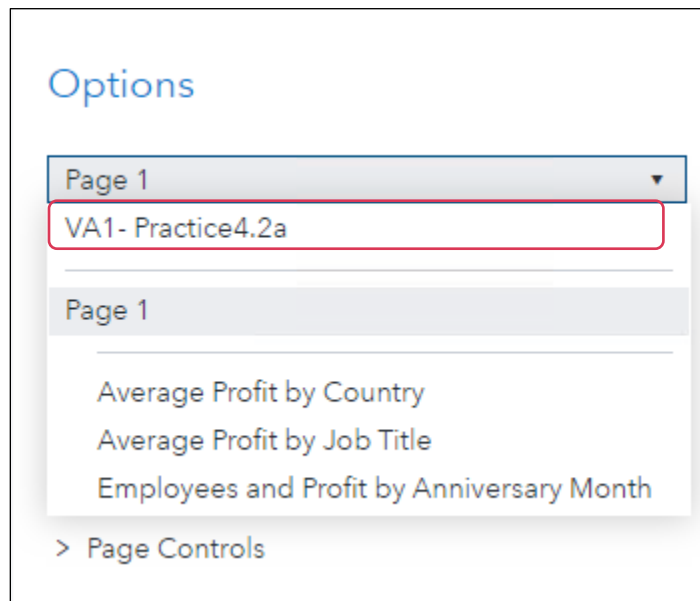 Options
Page 1
VA1- Practice4.2a
Page 1
Average Profit by Country
Average Profit by Job Title
Employees and Profit by Anniversary Month
> Page Controls